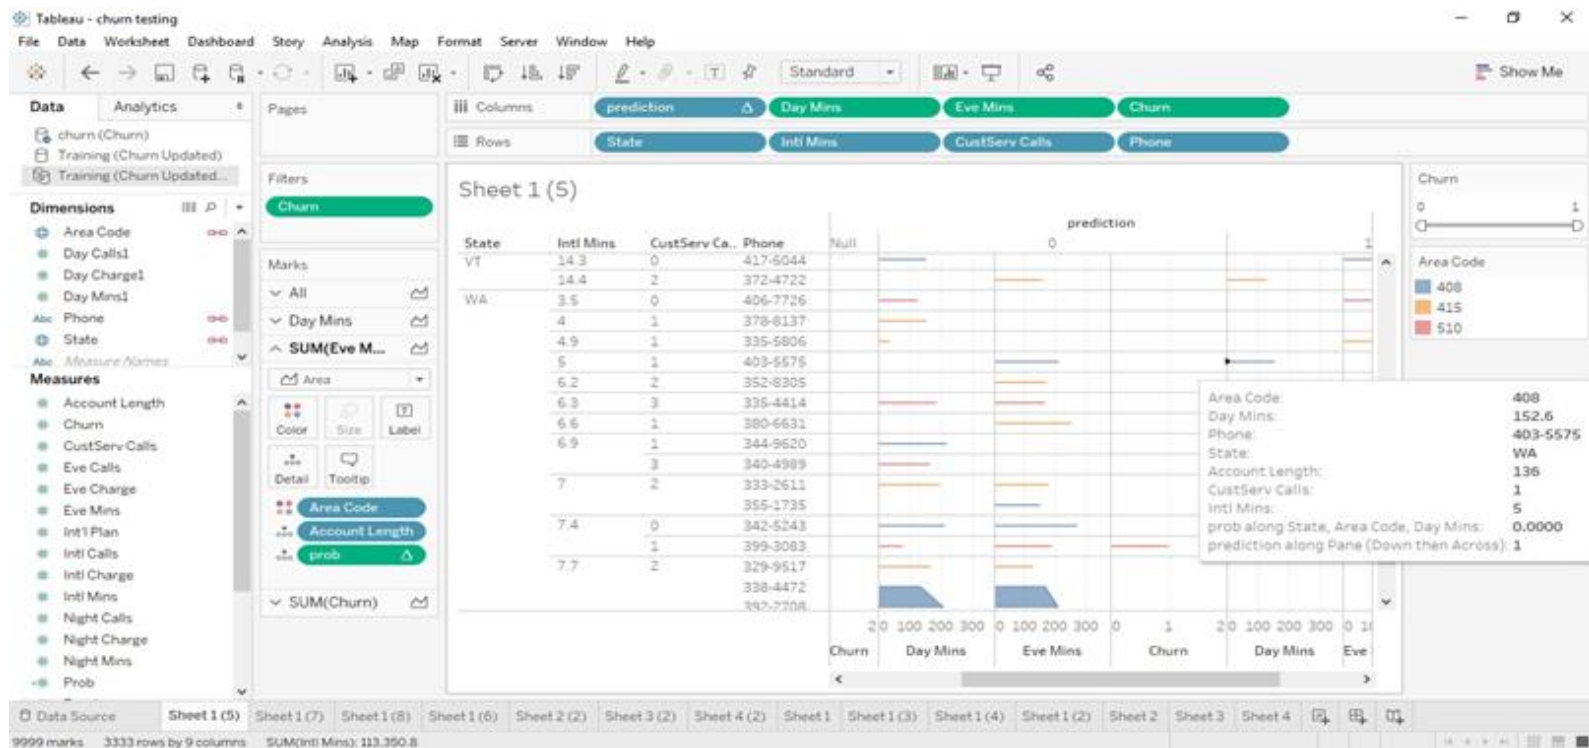 Tableau - churn testing
File Data Worksheet Dashboard Story Analysis Map Format Server Window Help
Standard
Show Me
Data Analytics
churn (Churn)
Training (Churn Updated)
Training (Churn Updated...
Dimensions
Area Code
Day Calls1
Day Charge1
Day Mins1
Abc Phone
State
Abc Measure Names
Measures
Account Length
Churn
CustServ Calls
Eve Calls
Eve Charge
Eve Mins
Int'l Plan
Intl Calls
Intl Charge
Intl Mins
Night Calls
Night Charge
Night Mins
Prob
Pages
Filters
Churn
Marks
All
Day Mins
SUM(Eve M...
Area
Color Size Label
Detail Tooltip
Area Code
Account Length
prob
SUM(Churn)
Columns prediction Day Mins Eve Mins Churn
Rows State Intl Mins CustServ Calls Phone
Sheet 1 (5)
prediction
State Intl Mins CustServ Ca.. Phone Null 0 1
VT 14.3 0 417-6044
14.4 2 372-4722
WA 3.5 0 406-7726
4 1 378-8137
4.9 1 335-5806
5 1 403-5575
6.2 2 352-8305
6.3 3 335-4414
6.6 1 380-6631
6.9 1 344-9620
3 340-4989
7 2 333-2611
355-1735
7.4 0 342-5243
1 399-3083
7.7 2 329-9517
338-4472
392-2708
2 0 100 200 300 0 100 200 300 0 1 2 0 100 200 300 0
Churn Day Mins Eve Mins Churn Day Mins Eve
Churn
0 1
Area Code
408
415
510
Area Code: 408
Day Mins: 152.6
Phone: 403-5575
State: WA
Account Length: 136
CustServ Calls: 1
Intl Mins: 5
prob along State, Area Code, Day Mins: 0.0000
prediction along Pane (Down then Across): 1
Data Source Sheet 1 (5) Sheet 1 (7) Sheet 1 (8) Sheet 1 (6) Sheet 2 (2) Sheet 3 (2) Sheet 4 (2) Sheet 1 Sheet 1 (3) Sheet 1 (4) Sheet 1 (2) Sheet 2 Sheet 3 Sheet 4
9999 marks 3333 rows by 9 columns SUM(Intl Mins): 113,350.8